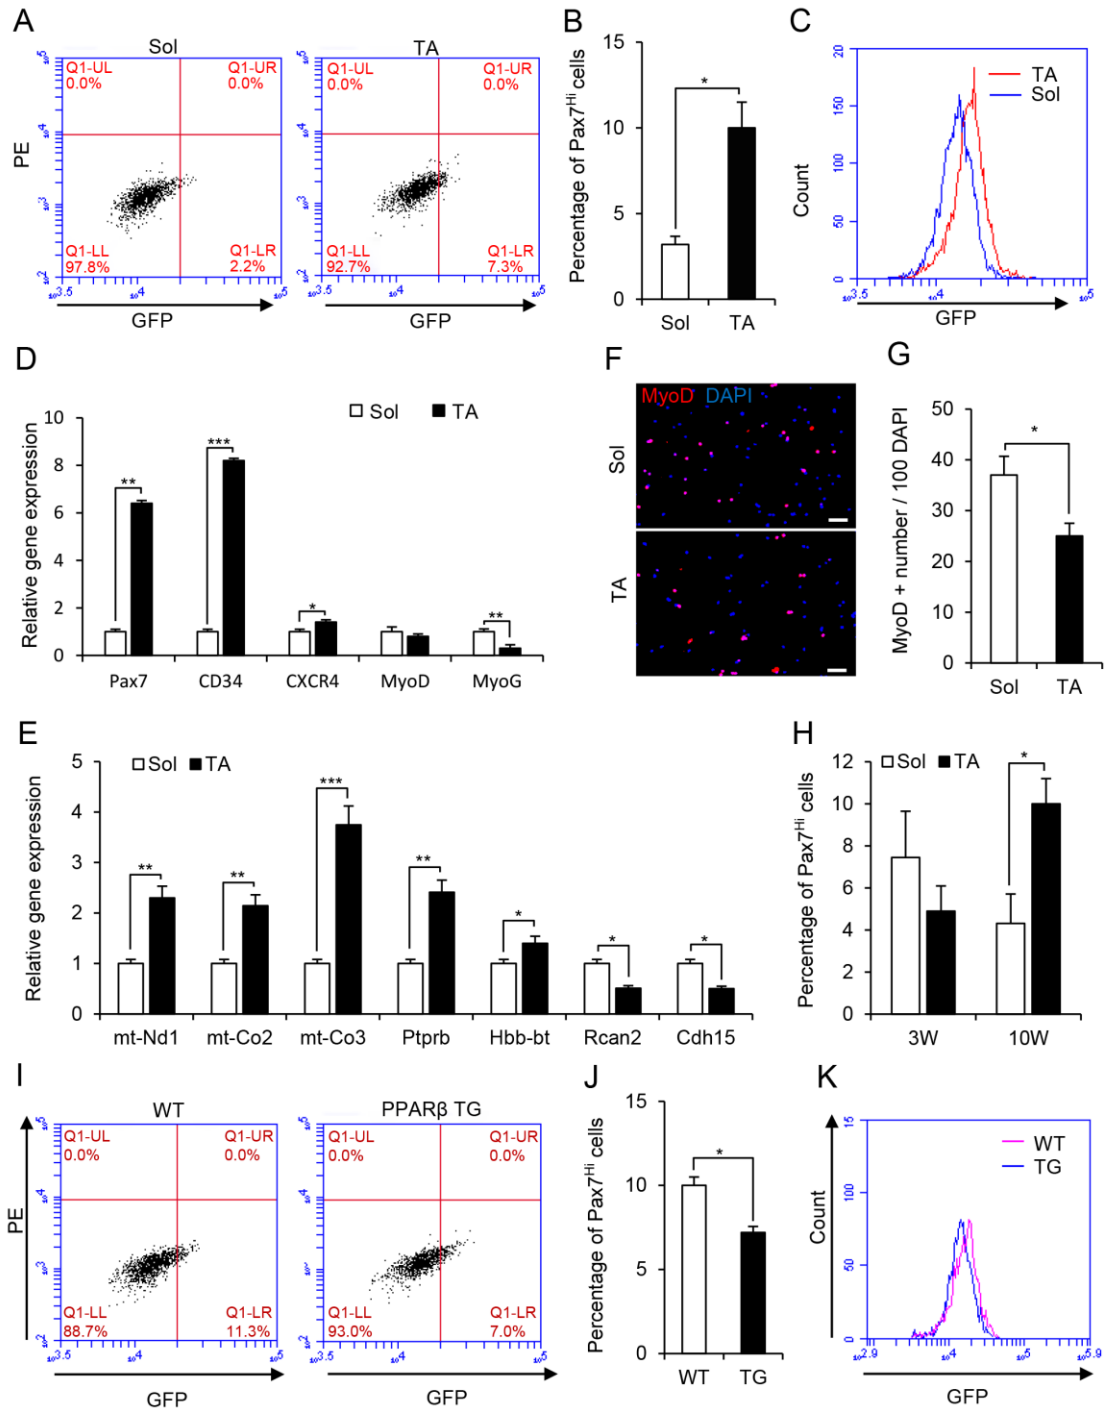 A
Sol
TA
Q1-UL
0.0%
Q1-UR
0.0%
Q1-LL
97.8%
Q1-LR
2.2%
Q1-UL
0.0%
Q1-UR
0.0%
Q1-LL
92.7%
Q1-LR
7.3%
PE
GFP
GFP
B
Percentage of Pax7Hi cells
15
10
5
0
*
Sol
TA
C
TA
Sol
Count
150
100
50
0
GFP
D
Relative gene expression
10
8
6
4
2
0
Sol
TA
**
***
*
**
Pax7
CD34
CXCR4
MyoD
MyoG
F
MyoD DAPI
Sol
TA
G
MyoD + number / 100 DAPI
50
40
30
20
10
0
*
Sol
TA
E
Relative gene expression
5
4
3
2
1
0
Sol
TA
**
**
***
**
*
*
*
mt-Nd1
mt-Co2
mt-Co3
Ptprb
Hbb-bt
Rcan2
Cdh15
H
Percentage of Pax7Hi cells
12
10
8
6
4
2
0
Sol
TA
*
3W
10W
I
WT
PPARβ TG
Q1-UL
0.0%
Q1-UR
0.0%
Q1-LL
88.7%
Q1-LR
11.3%
Q1-UL
0.0%
Q1-UR
0.0%
Q1-LL
93.0%
Q1-LR
7.0%
PE
GFP
GFP
J
Percentage of Pax7Hi cells
15
10
5
0
*
WT
TG
K
WT
TG
Count
100
50
0
GFP